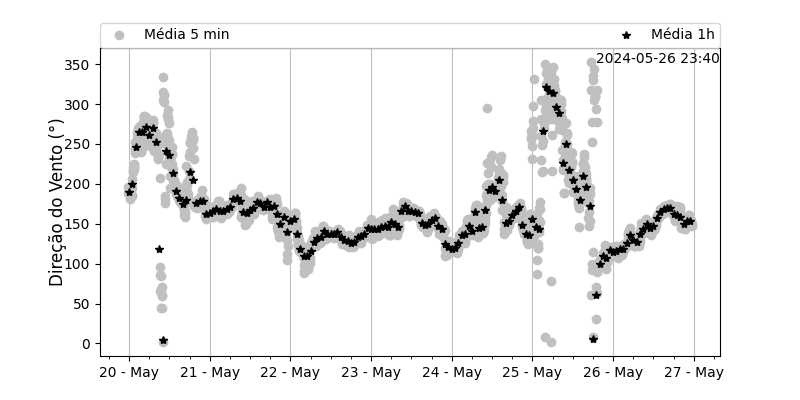 Média 5 min
Média 1h
2024-05-26 23:40
Direção do Vento (°)
350
300
250
200
150
100
50
0
20 - May
21 - May
22 - May
23 - May
24 - May
25 - May
26 - May
27 - May